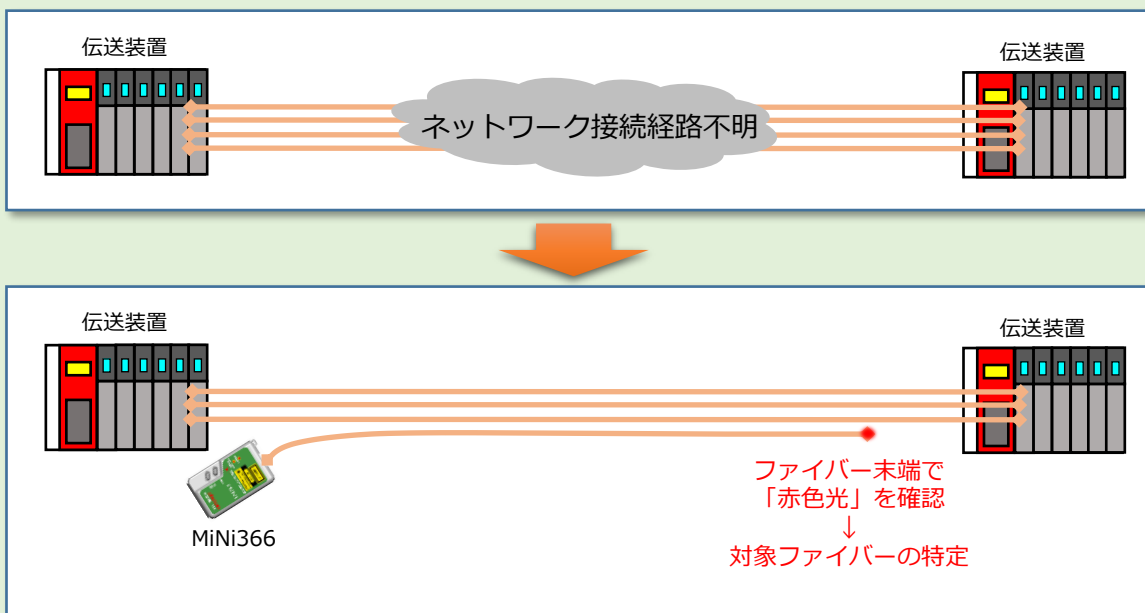 伝送装置
伝送装置
ネットワーク接続経路不明
伝送装置
伝送装置
MiNi366
ファイバー末端で
「赤色光」を確認
↓
対象ファイバーの特定